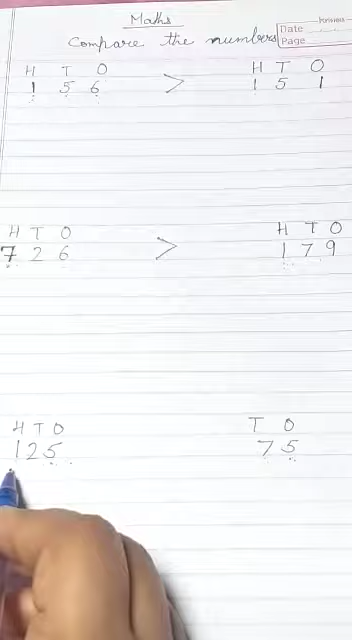 Maths
Compare the numbers
Date
Page
H T O H T O
1 5 6 > 1 5 1
H T O H T O
7 2 6 > 1 7 9
H T O T O
1 2 5 7 5